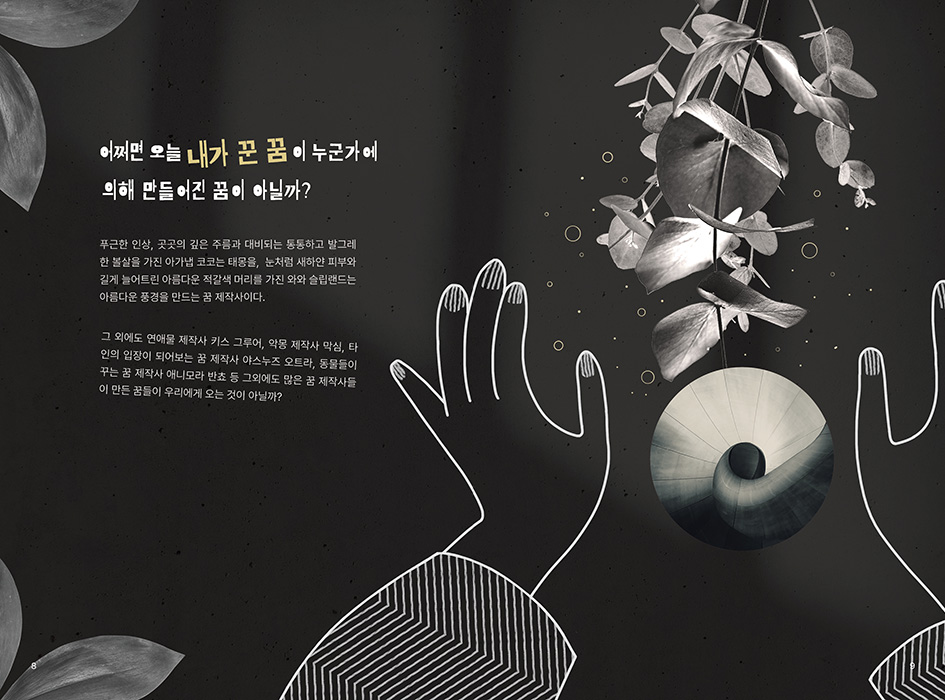 어쩌면 오늘 내가 꾼 꿈이 누군가에
의해 만들어진 꿈이 아닐까?
푸근한 인상, 곳곳의 깊은 주름과 대비되는 통통하고 발그레
한 볼살을 가진 아가냅 코코는 태몽을, 눈처럼 새하얀 피부와
길게 늘어트린 아름다운 적갈색 머리를 가진 와와 슬립랜드는
아름다운 풍경을 만드는 꿈 제작사이다.
그 외에도 연애물 제작사 키스 그루어, 악몽 제작사 막심, 타
인의 입장이 되어보는 꿈 제작사 야스누즈 오트라, 동물들이
꾸는 꿈 제작사 애니모라 반쵸 등 그외에도 많은 꿈 제작사들
이 만든 꿈들이 우리에게 오는 것이 아닐까?
8
9